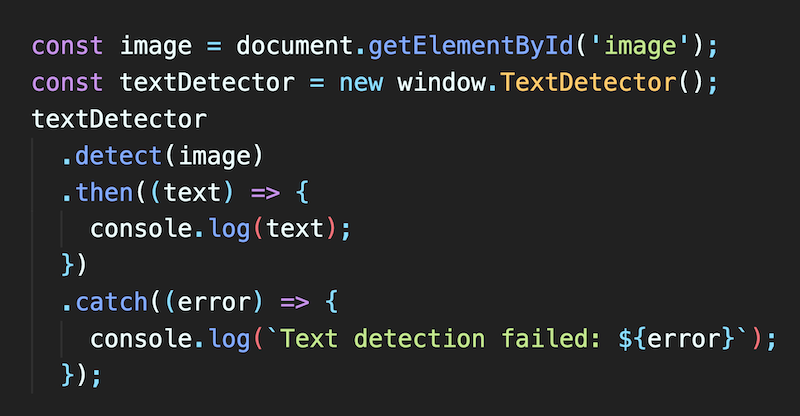 const image = document.getElementById('image');
const textDetector = new window.TextDetector();
textDetector
  .detect(image)
  .then((text) => {
    console.log(text);
  })
  .catch((error) => {
    console.log(`Text detection failed: ${error}`);
  });